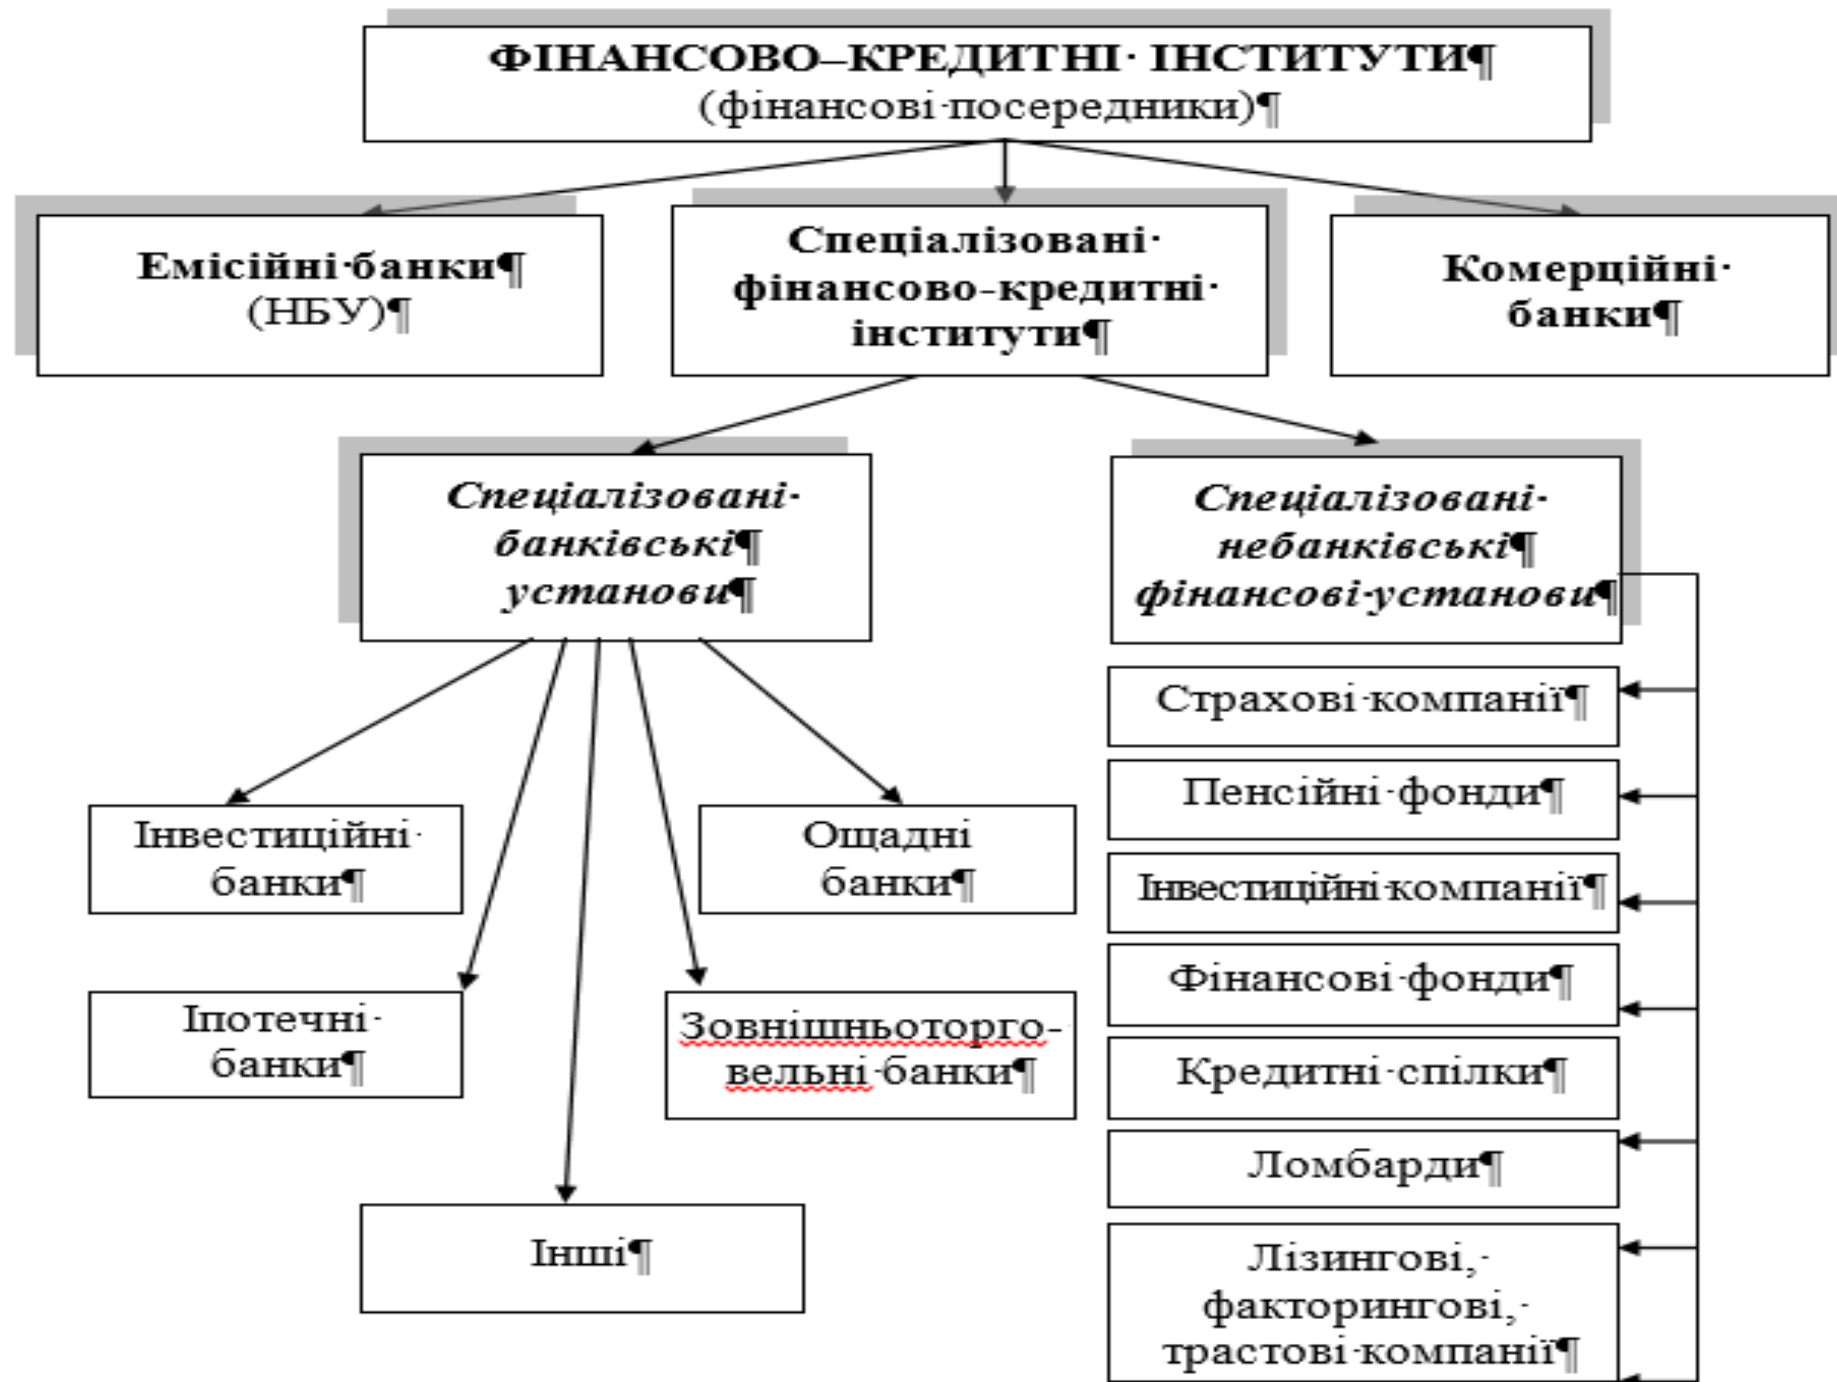 ФІНАНСОВО–КРЕДИТНІ· ІНСТИТУТИ¶
(фінансові·посередники)¶
Емісійні·банки¶
(НБУ)¶
Спеціалізовані·
фінансово-кредитні·
інститути¶
Комерційні·
банки¶
Спеціалізовані·
банківські¶
установи¶
Спеціалізовані·
небанківські¶
фінансові·установи¶
Інвестиційні·
банки¶
Ощадні
банки¶
Іпотечні·
банки¶
Зовнішньоторго-
вельні·банки¶
Інші¶
Страхові·компанії¶
Пенсійні·фонди¶
Інвестиційні·компанії¶
Фінансові·фонди¶
Кредитні·спілки¶
Ломбарди¶
Лізингові,·
факторингові,·
трастові·компанії¶